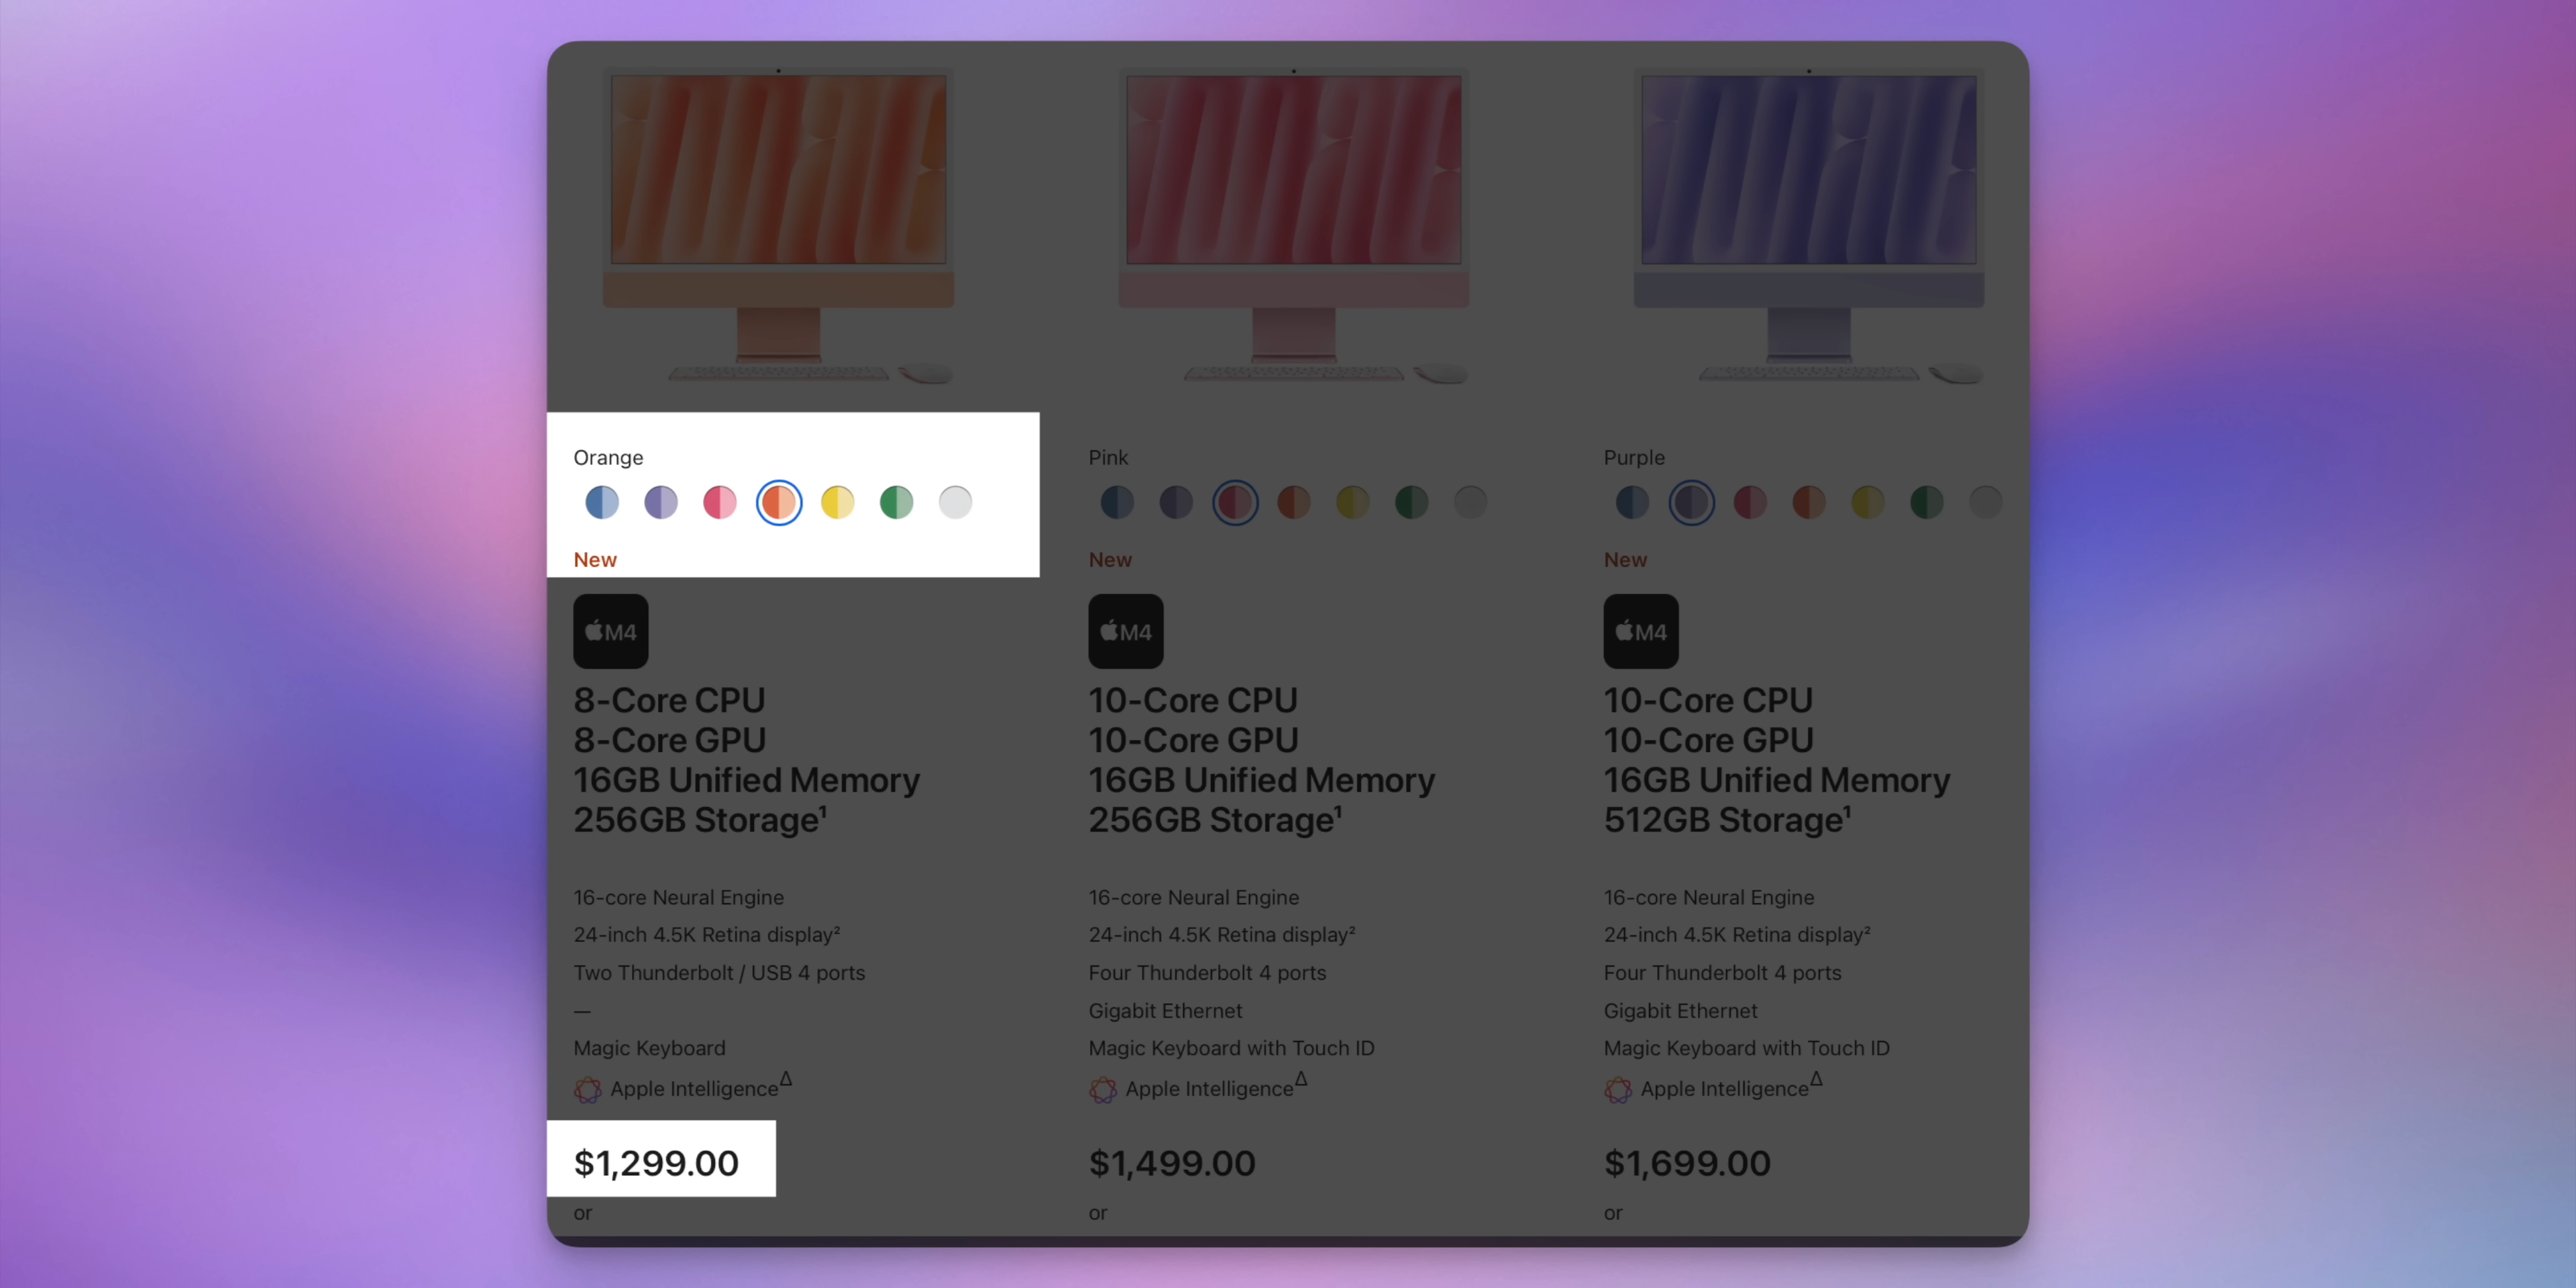 Orange
New
M4
8-Core CPU
8-Core GPU
16GB Unified Memory
256GB Storage¹
16-core Neural Engine
24-inch 4.5K Retina display²
Two Thunderbolt / USB 4 ports
—
Magic Keyboard
Apple Intelligence^Δ
$1,299.00
or
Pink
New
M4
10-Core CPU
10-Core GPU
16GB Unified Memory
256GB Storage¹
16-core Neural Engine
24-inch 4.5K Retina display²
Four Thunderbolt 4 ports
Gigabit Ethernet
Magic Keyboard with Touch ID
Apple Intelligence^Δ
$1,499.00
or
Purple
New
M4
10-Core CPU
10-Core GPU
16GB Unified Memory
512GB Storage¹
16-core Neural Engine
24-inch 4.5K Retina display²
Four Thunderbolt 4 ports
Gigabit Ethernet
Magic Keyboard with Touch ID
Apple Intelligence^Δ
$1,699.00
or